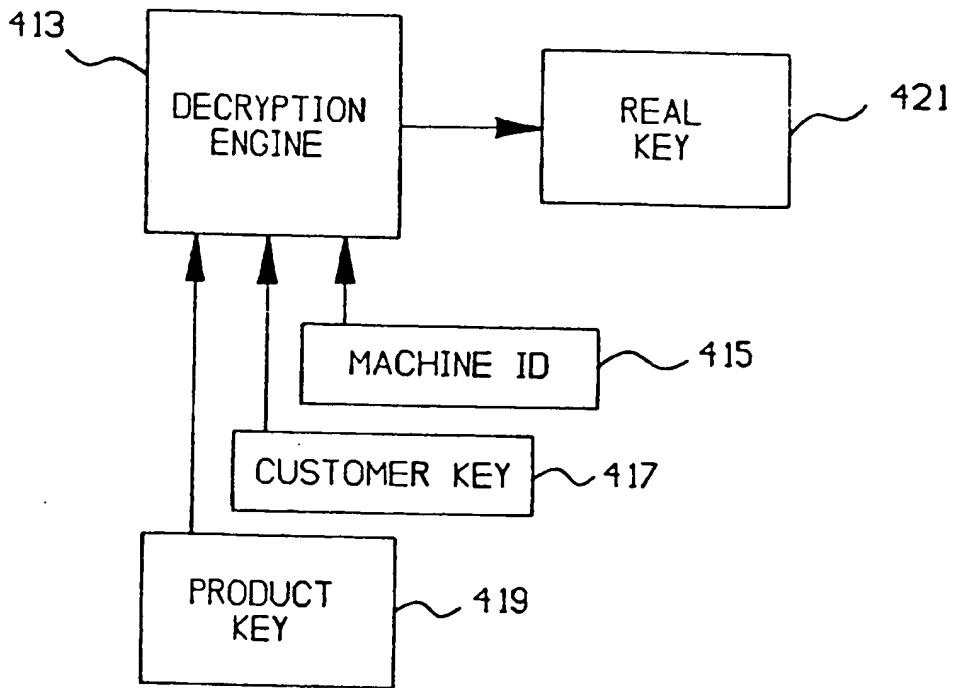 413
DECRYPTION
ENGINE
REAL
KEY
421
MACHINE ID
415
CUSTOMER KEY
417
PRODUCT
KEY
419